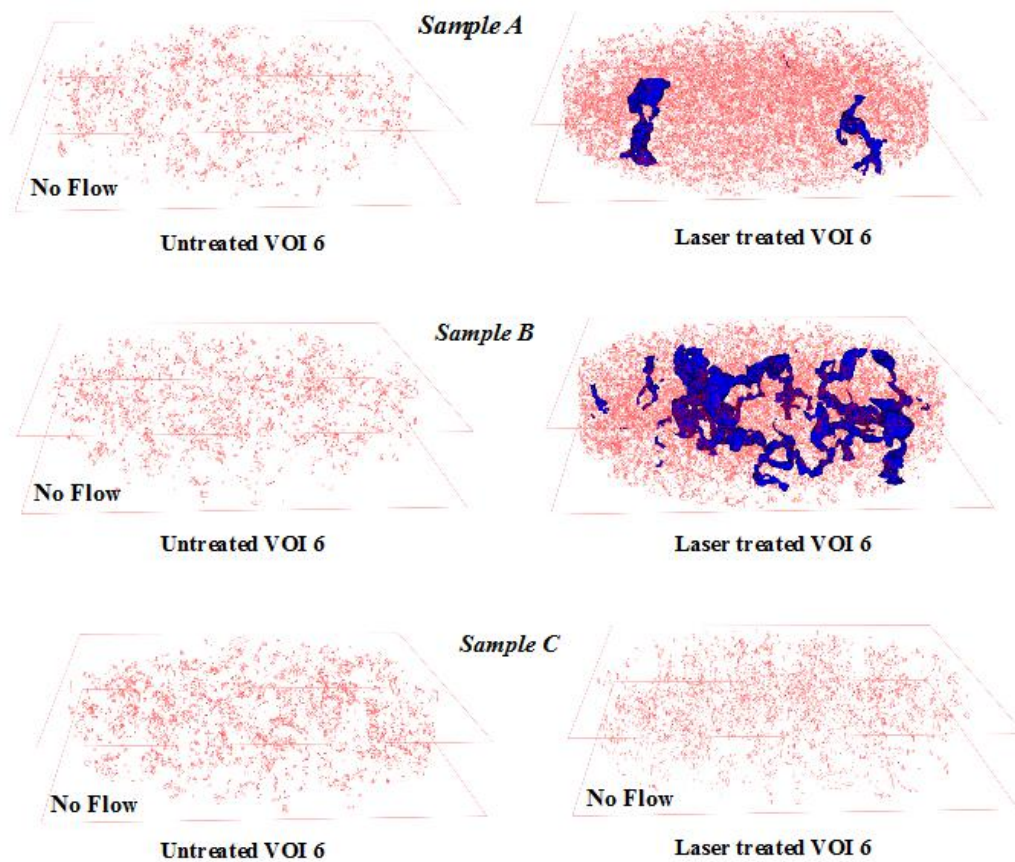 Sample A
No Flow
Untreated VOI 6
Laser treated VOI 6
Sample B
No Flow
Untreated VOI 6
Laser treated VOI 6
Sample C
No Flow
No Flow
Untreated VOI 6
Laser treated VOI 6